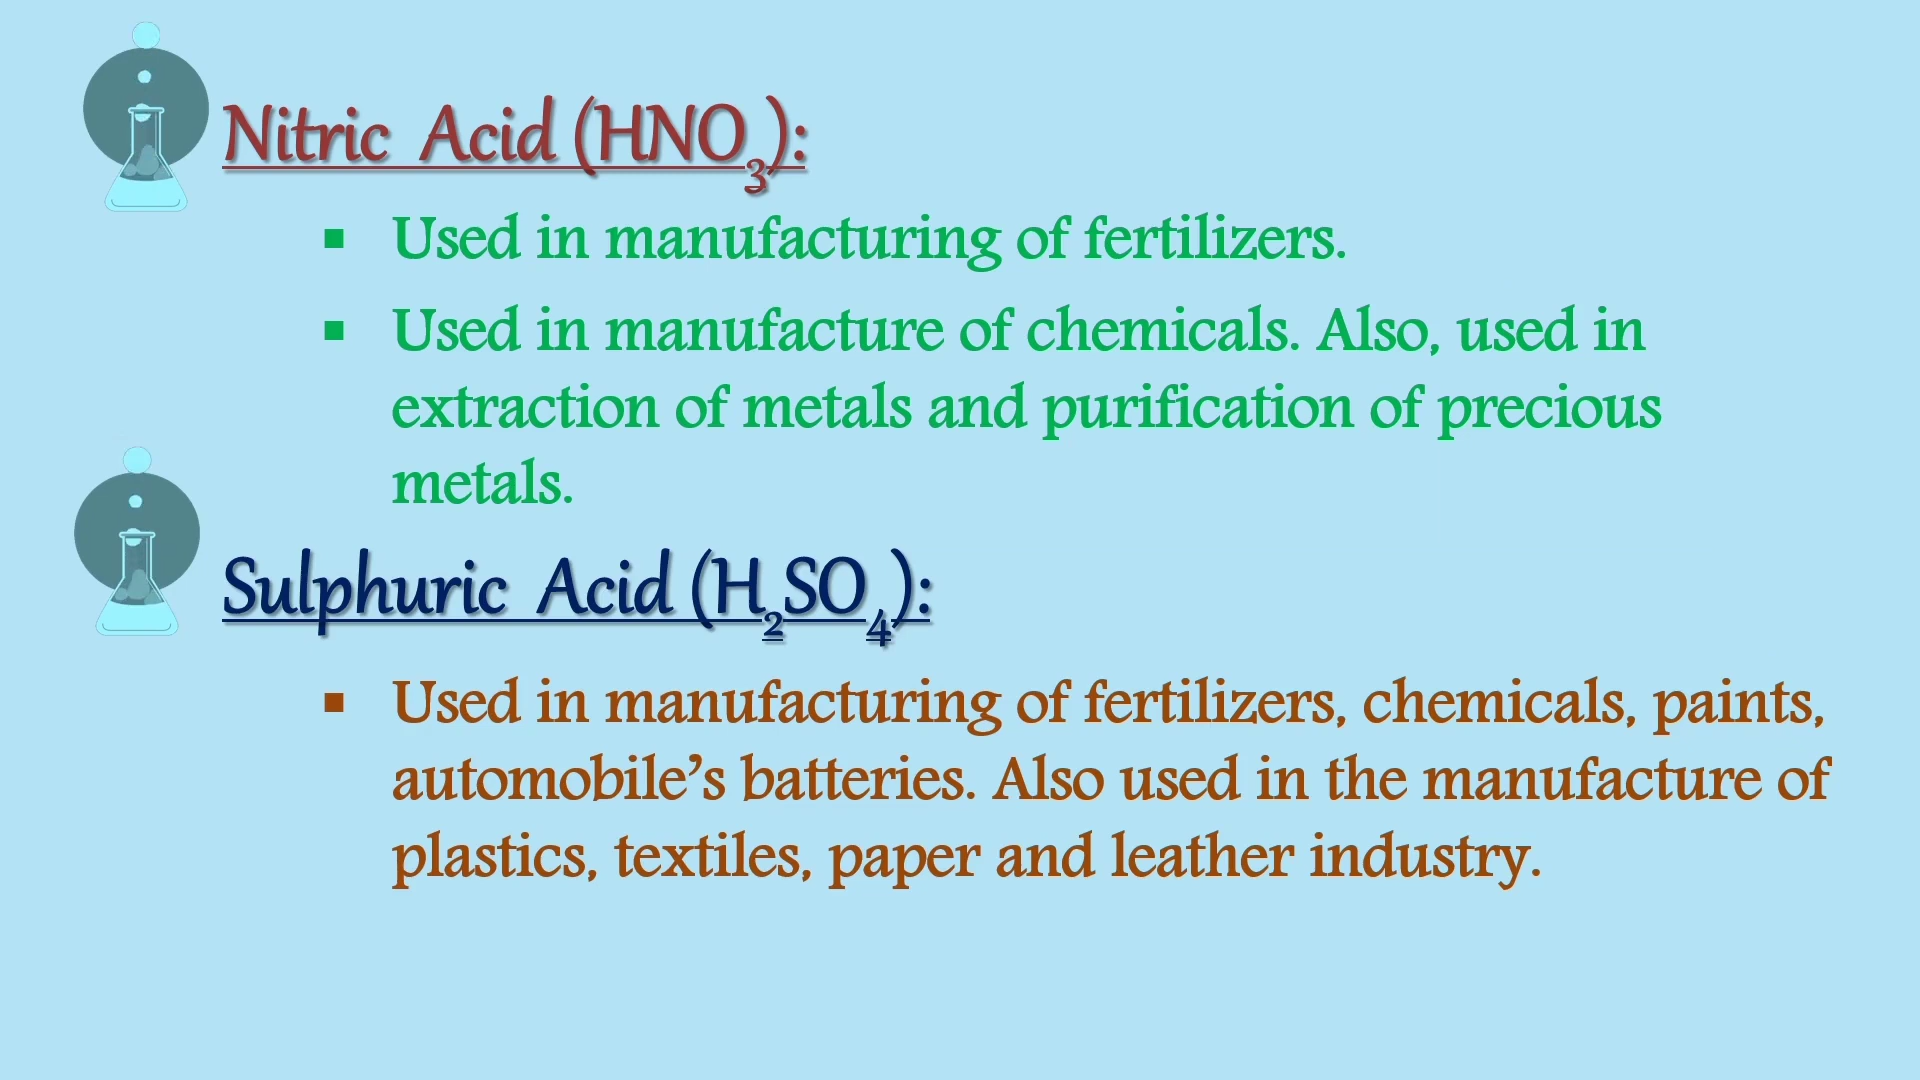 Nitric Acid (HNO₃):
▪ Used in manufacturing of fertilizers.
▪ Used in manufacture of chemicals. Also, used in
extraction of metals and purification of precious
metals.
Sulphuric Acid (H₂SO₄):
▪ Used in manufacturing of fertilizers, chemicals, paints,
automobile’s batteries. Also used in the manufacture of
plastics, textiles, paper and leather industry.